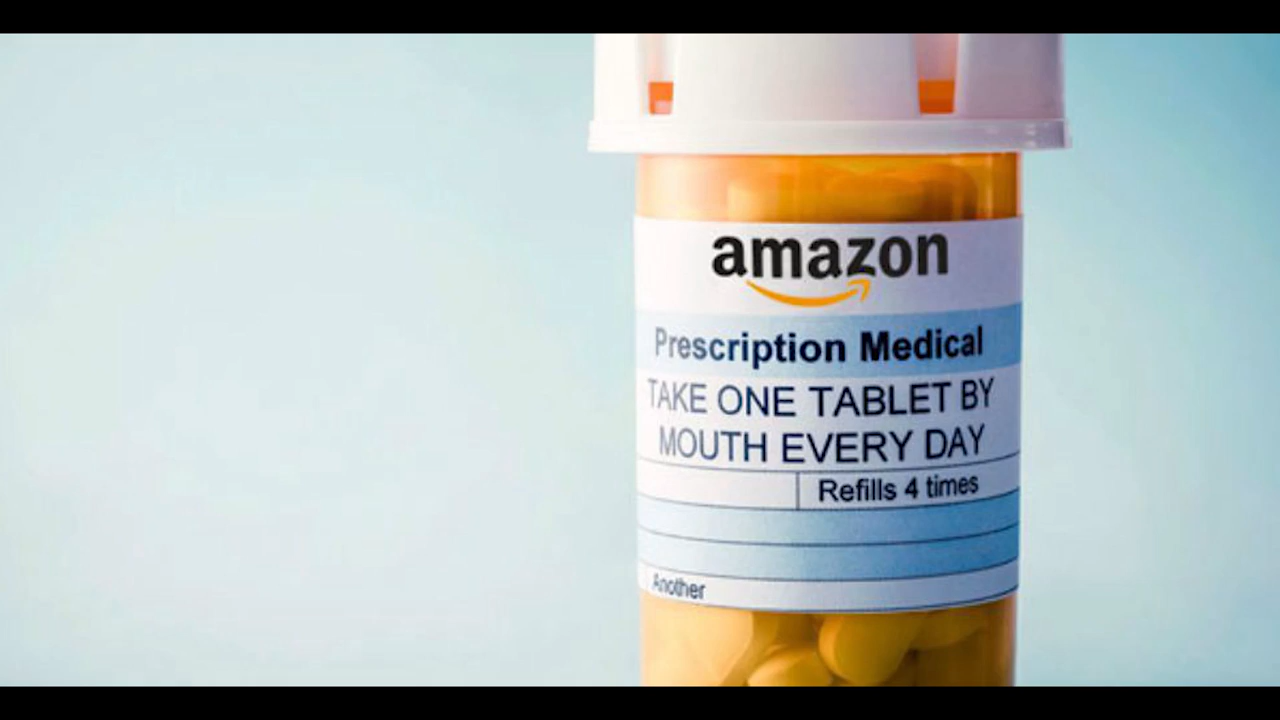 amazon
Prescription Medical
TAKE ONE TABLET BY
MOUTH EVERY DAY
Refills 4 times
Another